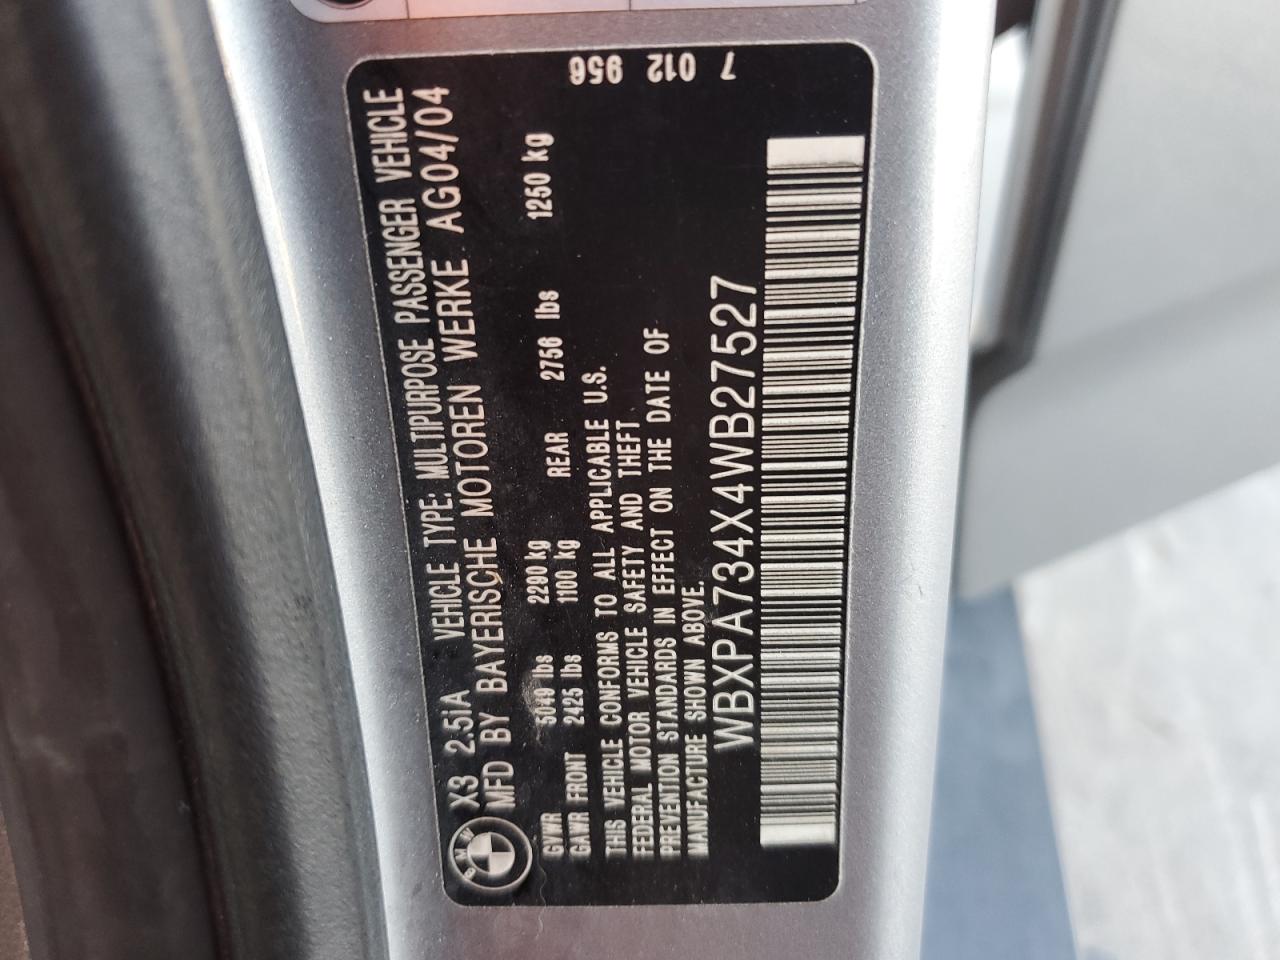 BMW
X3 2.5IA VEHICLE TYPE: MULTIPURPOSE PASSENGER VEHICLE
MFD BY BAYERISCHE MOTOREN WERKE AG04/04
GVWR 5049 lbs 2290 kg
GAWR FRONT 2425 lbs 1100 kg REAR 2756 lbs 1250 kg
THIS VEHICLE CONFORMS TO ALL APPLICABLE U.S.
FEDERAL MOTOR VEHICLE SAFETY AND THEFT
PREVENTION STANDARDS IN EFFECT ON THE DATE OF
MANUFACTURE SHOWN ABOVE.
WBXPA734X4WB27527
7 012 956